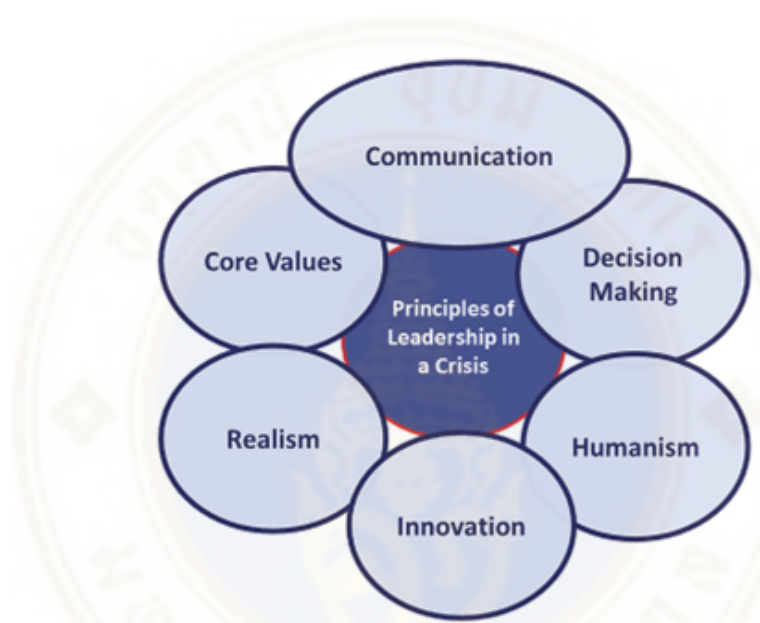 Communication
Core Values
Decision
Making
Principles of
Leadership in
a Crisis
Realism
Humanism
Innovation